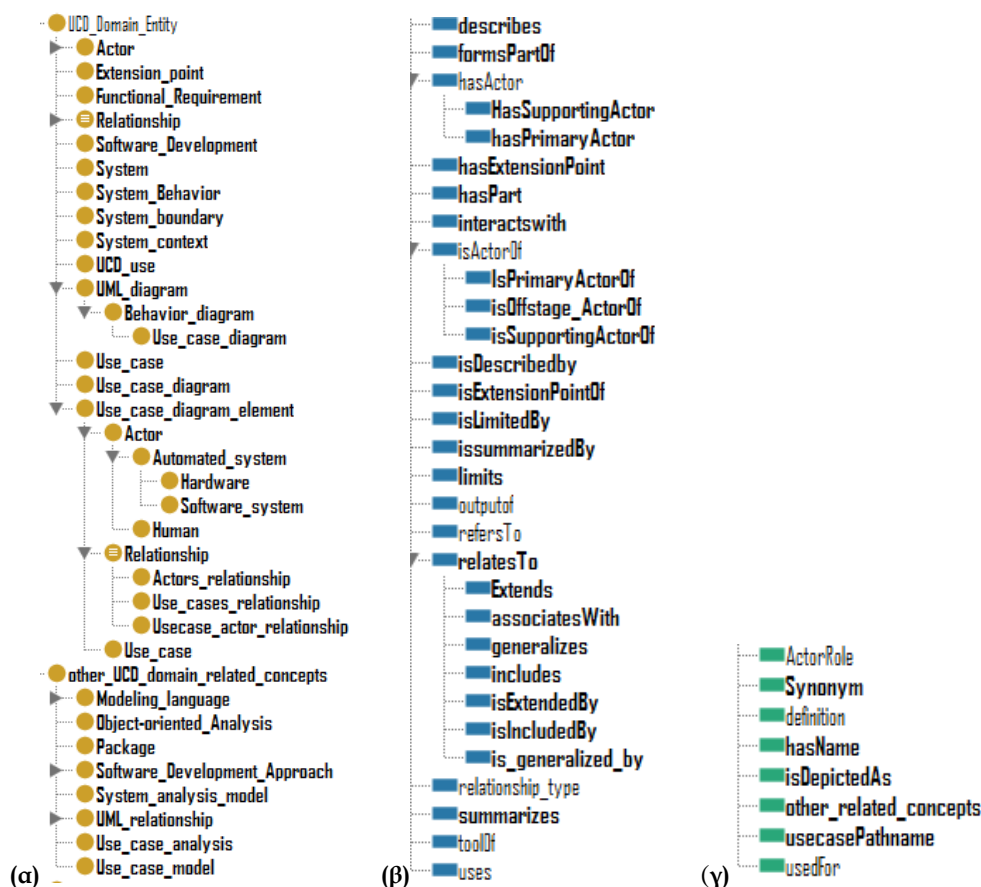 UCD_Domain_Entity
Actor
Extension_point
Functional_Requirement
Relationship
Software_Development
System
System_Behavior
System_boundary
System_context
UCD_use
UML_diagram
Behavior_diagram
Use_case_diagram
Use_case
Use_case_diagram
Use_case_diagram_element
Actor
Automated_system
Hardware
Software_system
Human
Relationship
Actors_relationship
Use_cases_relationship
Usecase_actor_relationship
Use_case
other_UCD_domain_related_concepts
Modeling_language
Object-oriented_Analysis
Package
Software_Development_Approach
System_analysis_model
UML_relationship
Use_case_analysis
Use_case_model
(α)
describes
formsPartOf
hasActor
HasSupportingActor
hasPrimaryActor
hasExtensionPoint
hasPart
interactswith
isActorOf
IsPrimaryActorOf
isOffstage_ActorOf
isSupportingActorOf
isDescribedby
isExtensionPointOf
isLimitedBy
issummarizedBy
limits
outputof
refersTo
relatesTo
Extends
associatesWith
generalizes
includes
isExtendedBy
isIncludedBy
is_generalized_by
relationship_type
summarizes
toolOf
uses
(β)
ActorRole
Synonym
definition
hasName
isDepictedAs
other_related_concepts
usecasePathname
usedFor
(γ)